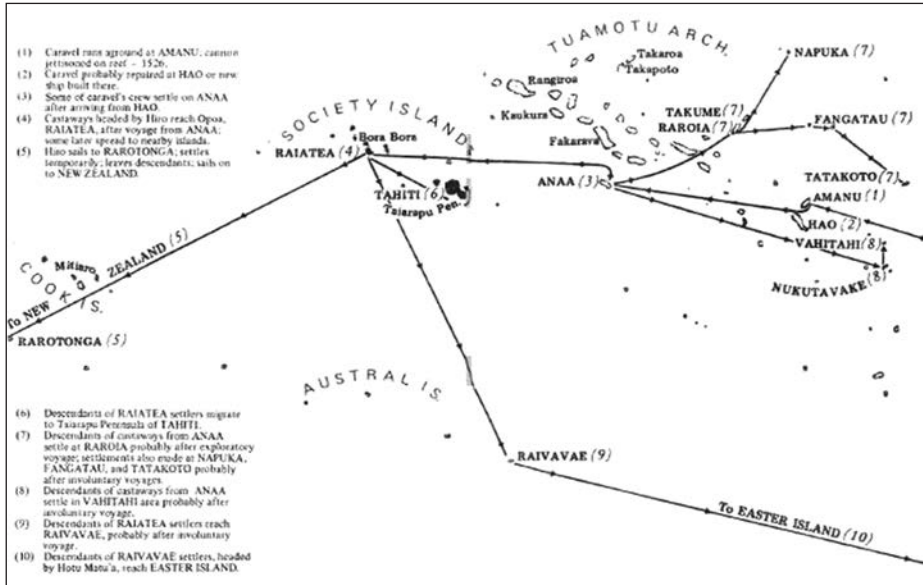 (1) Caravel runs aground at AMANU, cannon
jettisoned on reef - 1526.
(2) Caravel probably repaired at HAO or new
ship built there.
(3) Some of caravel's crew settle on ANAA
after arriving from HAO.
(4) Castaways headed by Hiro reach Opoa,
RAIATEA, after voyage from ANAA;
some later spread to nearby islands.
(5) Hiro sails to RAROTONGA; settles
temporarily; leaves descendants; sails on
to NEW ZEALAND.
TUAMOTU ARCH.
Takaroa
Takapoto
Rangiroa
Kaukura
Fakarava
NAPUKA (7)
TAKUME (7)
RAROIA (7)
FANGATAU (7)
TATAKOTO (7)
SOCIETY ISLAND
Bora Bora
RAIATEA (4)
TAHITI (6)
Taiarapu Pen.
ANAA (3)
AMANU (1)
HAO (2)
VAHITAHI (8)
NUKUTAVAKE (8)
COOK IS.
Mitiaro
To NEW ZEALAND (5)
RAROTONGA (5)
AUSTRAL IS.
RAIVAVAE (9)
To EASTER ISLAND (10)
(6) Descendants of RAIATEA settlers migrate
to Taiarapu Peninsula of TAHITI.
(7) Descendants of castaways from ANAA
settle at RAROIA probably after exploratory
voyage; settlements also made at NAPUKA,
FANGATAU, and TATAKOTO probably
after involuntary voyages.
(8) Descendants of castaways from ANAA
settle in VAHITAHI area probably after
involuntary voyage.
(9) Descendants of RAIATEA settlers reach
RAIVAVAE, probably after involuntary
voyage.
(10) Descendants of RAIVAVAE settlers, headed
by Hotu Matu'a, reach EASTER ISLAND.